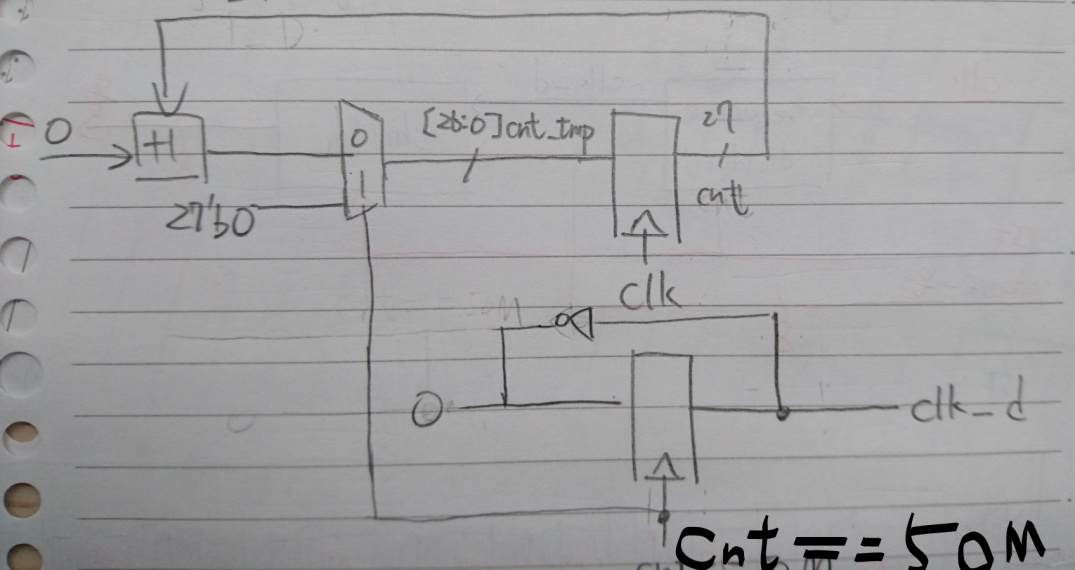 0
+1
0
1
[26:0]cnt_tmp
27
27'b0
cnt
clk
0
clk_d
cnt == 50M